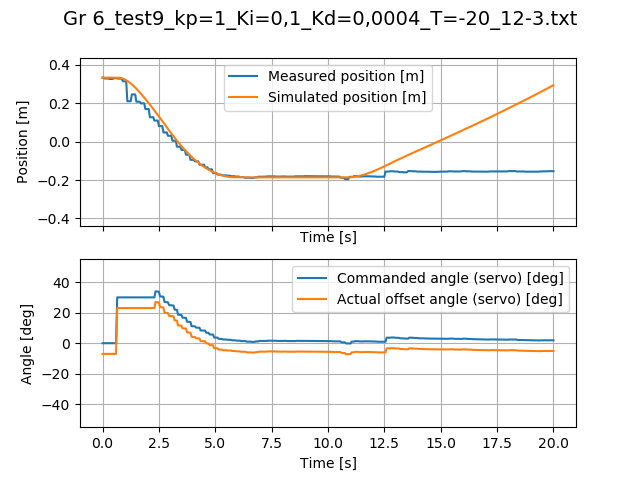 Gr 6_test9_kp=1_Ki=0,1_Kd=0,0004_T=-20_12-3.txt
0.4
0.2
0.0
−0.2
−0.4
Position [m]
Measured position [m]
Simulated position [m]
Time [s]
40
20
0
−20
−40
Angle [deg]
Commanded angle (servo) [deg]
Actual offset angle (servo) [deg]
0.0 2.5 5.0 7.5 10.0 12.5 15.0 17.5 20.0
Time [s]